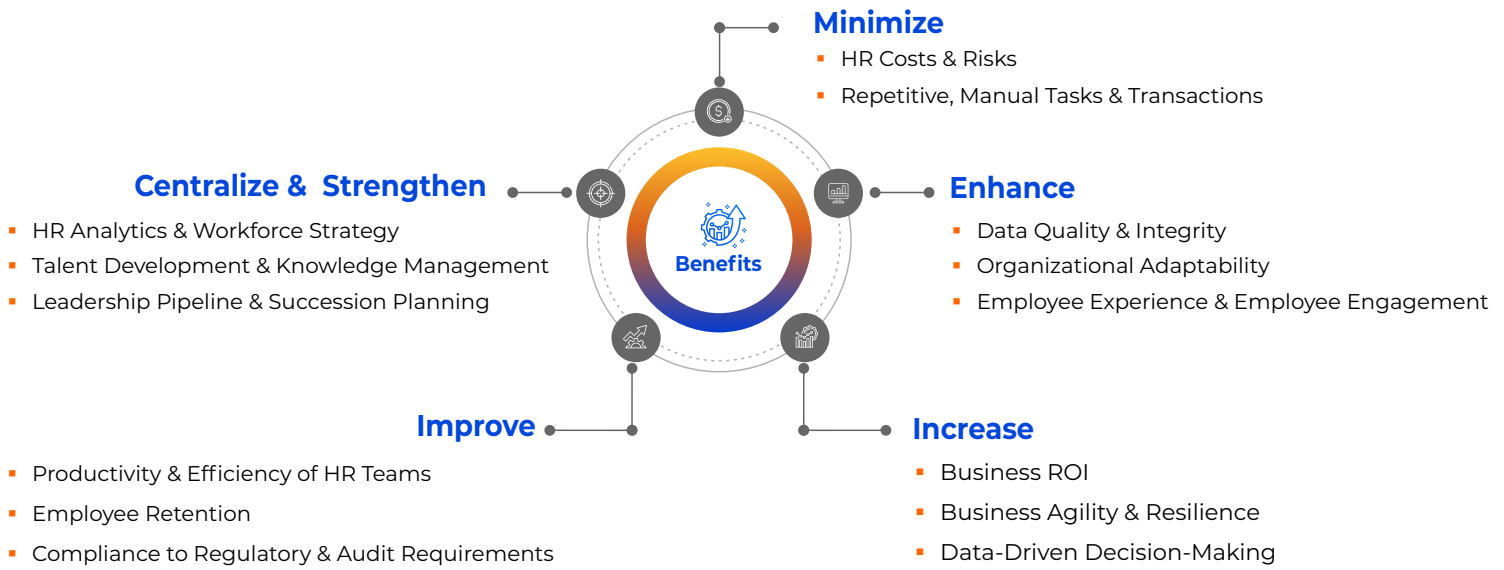 Minimize
HR Costs & Risks
Repetitive, Manual Tasks & Transactions
Centralize & Strengthen
HR Analytics & Workforce Strategy
Talent Development & Knowledge Management
Leadership Pipeline & Succession Planning
Benefits
Enhance
Data Quality & Integrity
Organizational Adaptability
Employee Experience & Employee Engagement
Improve
Productivity & Efficiency of HR Teams
Employee Retention
Compliance to Regulatory & Audit Requirements
Increase
Business ROI
Business Agility & Resilience
Data-Driven Decision-Making